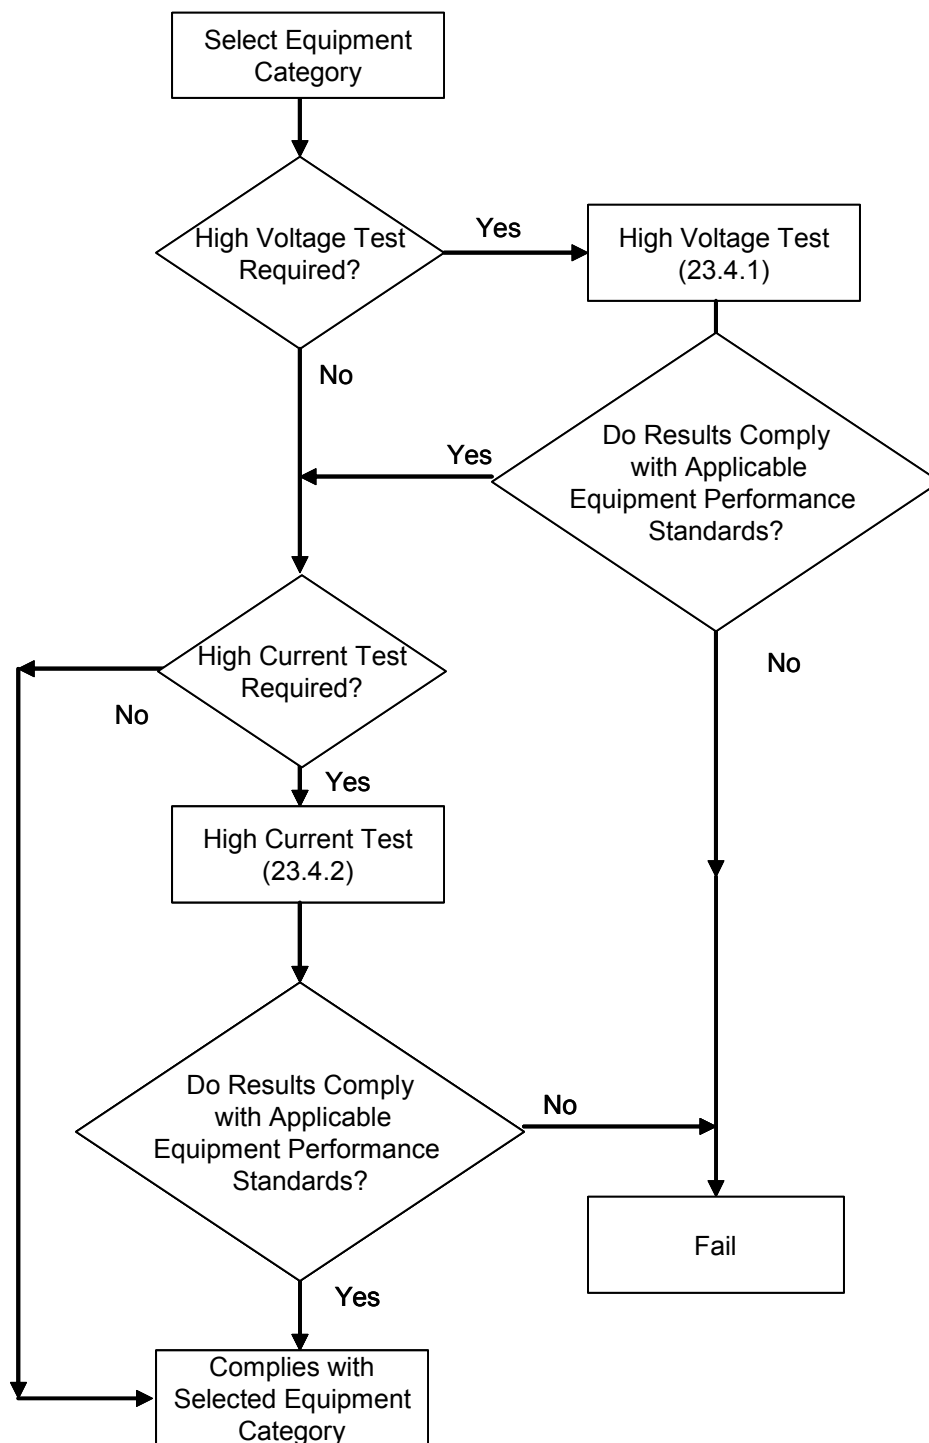 Select Equipment
Category
High Voltage Test
Required?
Yes
High Voltage Test
(23.4.1)
No
Do Results Comply
with Applicable
Equipment Performance
Standards?
Yes
No
High Current Test
Required?
No
Yes
High Current Test
(23.4.2)
Do Results Comply
with Applicable
Equipment Performance
Standards?
No
Fail
Yes
Complies with
Selected Equipment
Category